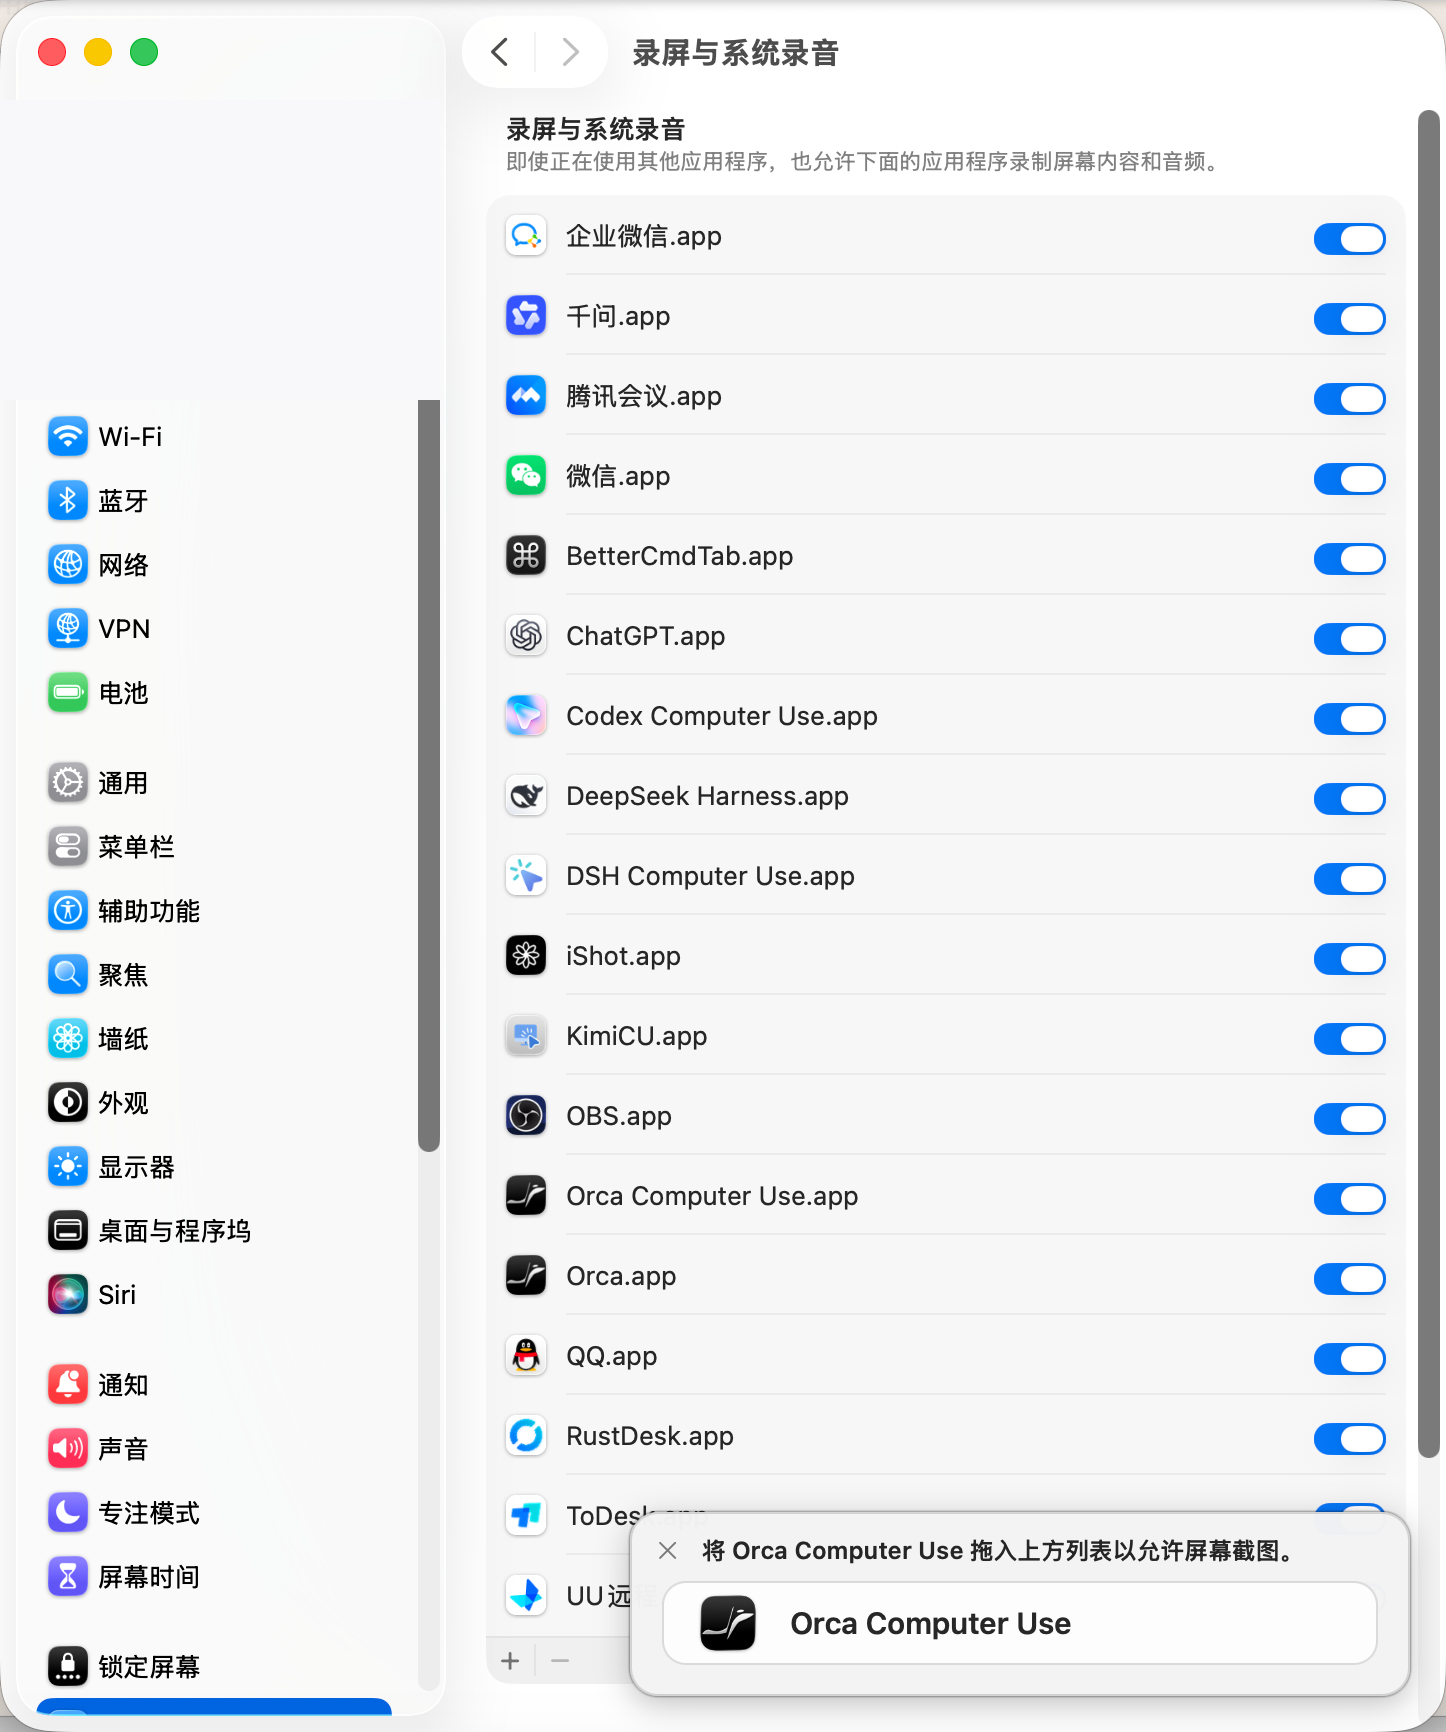 录屏与系统录音
录屏与系统录音
即使正在使用其他应用程序，也允许下面的应用程序录制屏幕内容和音频。
企业微信.app
千问.app
腾讯会议.app
微信.app
BetterCmdTab.app
ChatGPT.app
Codex Computer Use.app
DeepSeek Harness.app
DSH Computer Use.app
iShot.app
KimiCU.app
OBS.app
Orca Computer Use.app
Orca.app
QQ.app
RustDesk.app
ToDesk.app
UU远程
将 Orca Computer Use 拖入上方列表以允许屏幕截图。
Orca Computer Use
Wi-Fi
蓝牙
网络
VPN
电池
通用
菜单栏
辅助功能
聚焦
墙纸
外观
显示器
桌面与程序坞
Siri
通知
声音
专注模式
屏幕时间
锁定屏幕